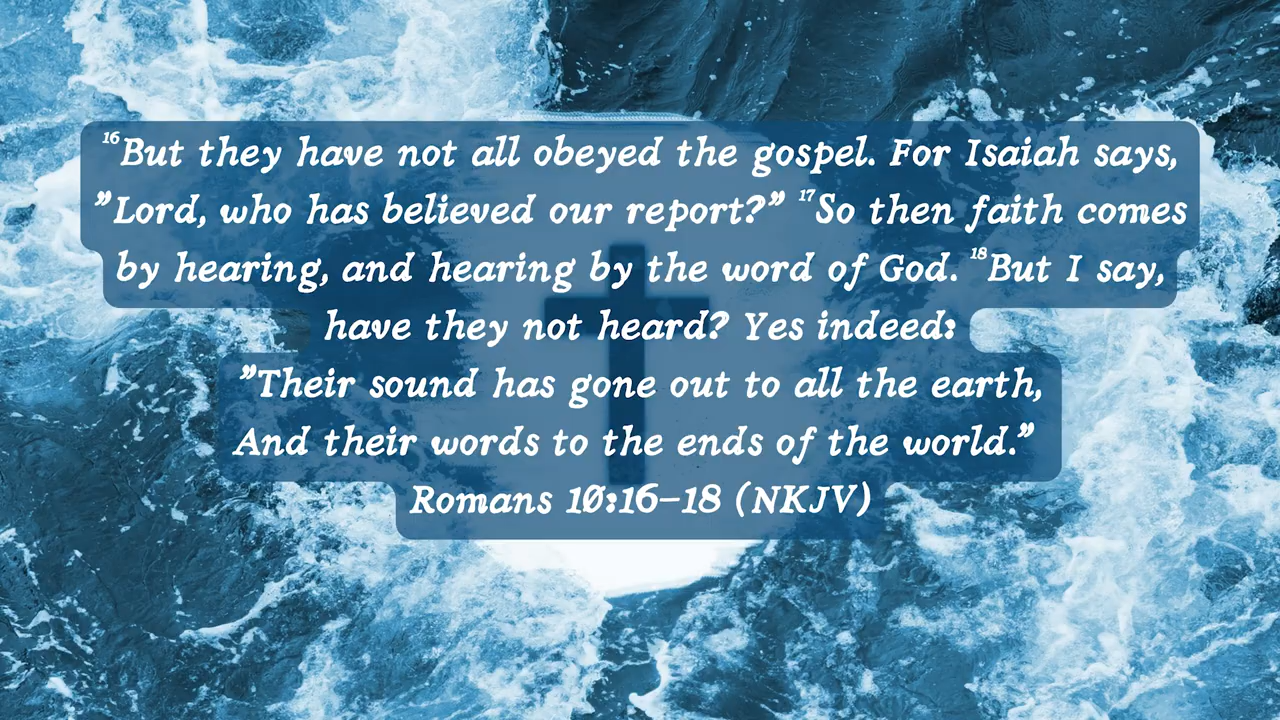 ¹⁶But they have not all obeyed the gospel. For Isaiah says,
”Lord, who has believed our report?” ¹⁷So then faith comes
by hearing, and hearing by the word of God. ¹⁸But I say,
have they not heard? Yes indeed:
”Their sound has gone out to all the earth,
And their words to the ends of the world.”
Romans 10:16–18 (NKJV)